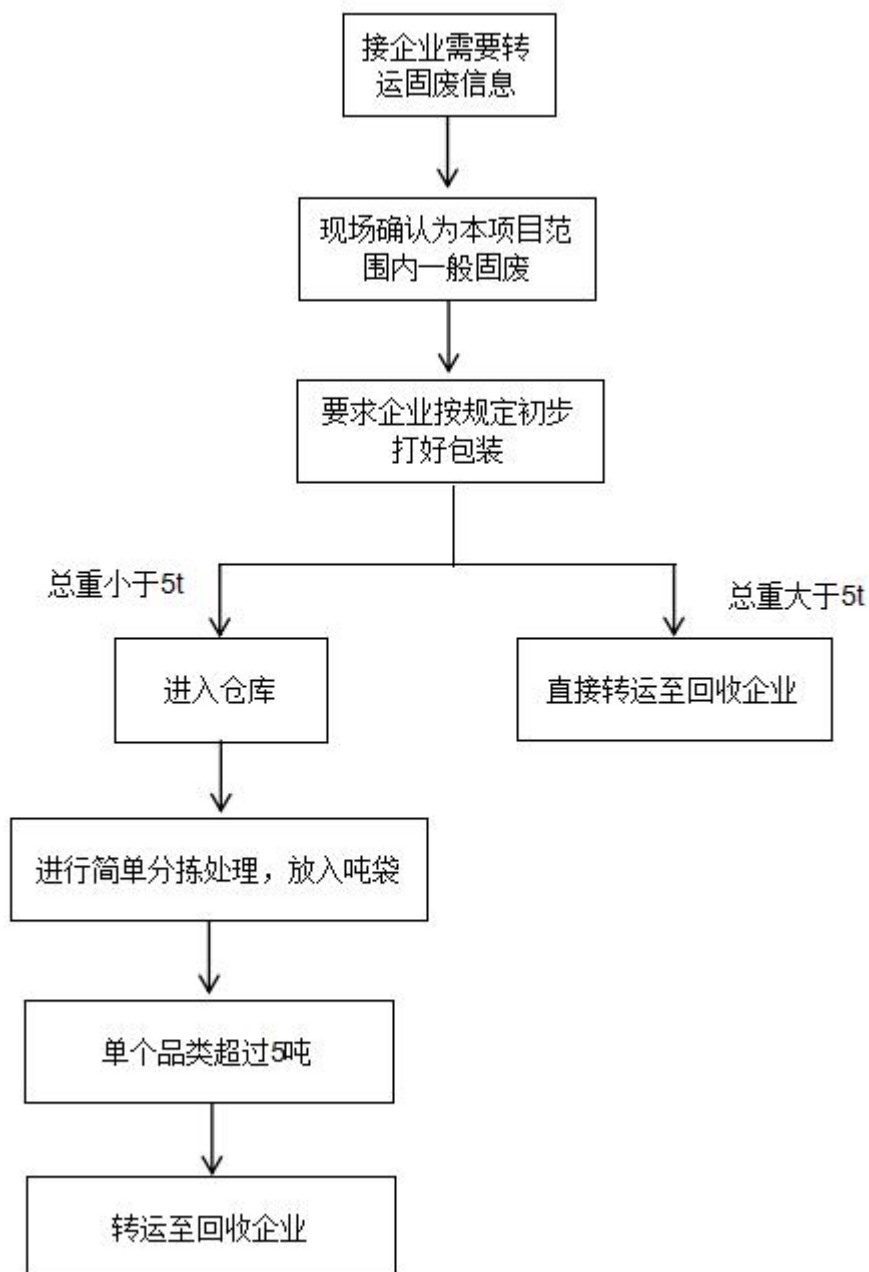 接企业需要转
运固废信息
现场确认为本项目范
围内一般固废
要求企业按规定初步
打好包装
总重小于5t
总重大于5t
进入仓库
直接转运至回收企业
进行简单分拣处理，放入吨袋
单个品类超过5吨
转运至回收企业